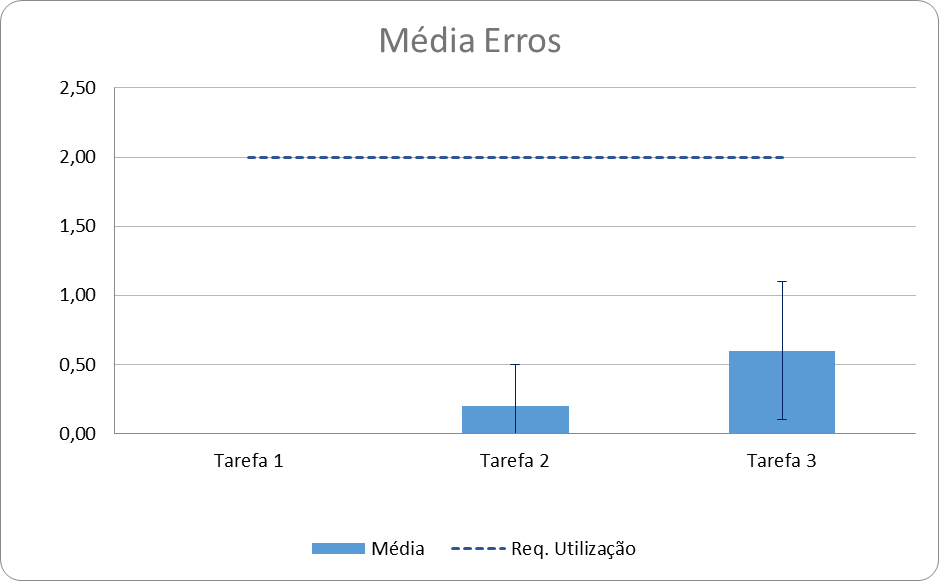 Média Erros
2,50
2,00
1,50
1,00
0,50
0,00
Tarefa 1 Tarefa 2 Tarefa 3
Média Req. Utilização